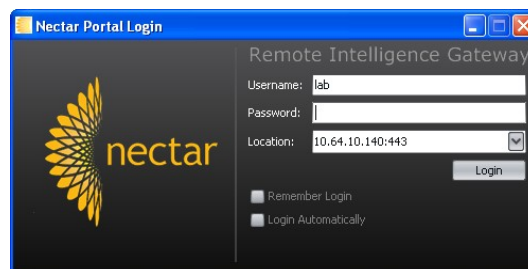 Nectar Portal Login
Remote Intelligence Gateway
nectar
Username: lab
Password:
Location: 10.64.10.140:443
Login
Remember Login
Login Automatically